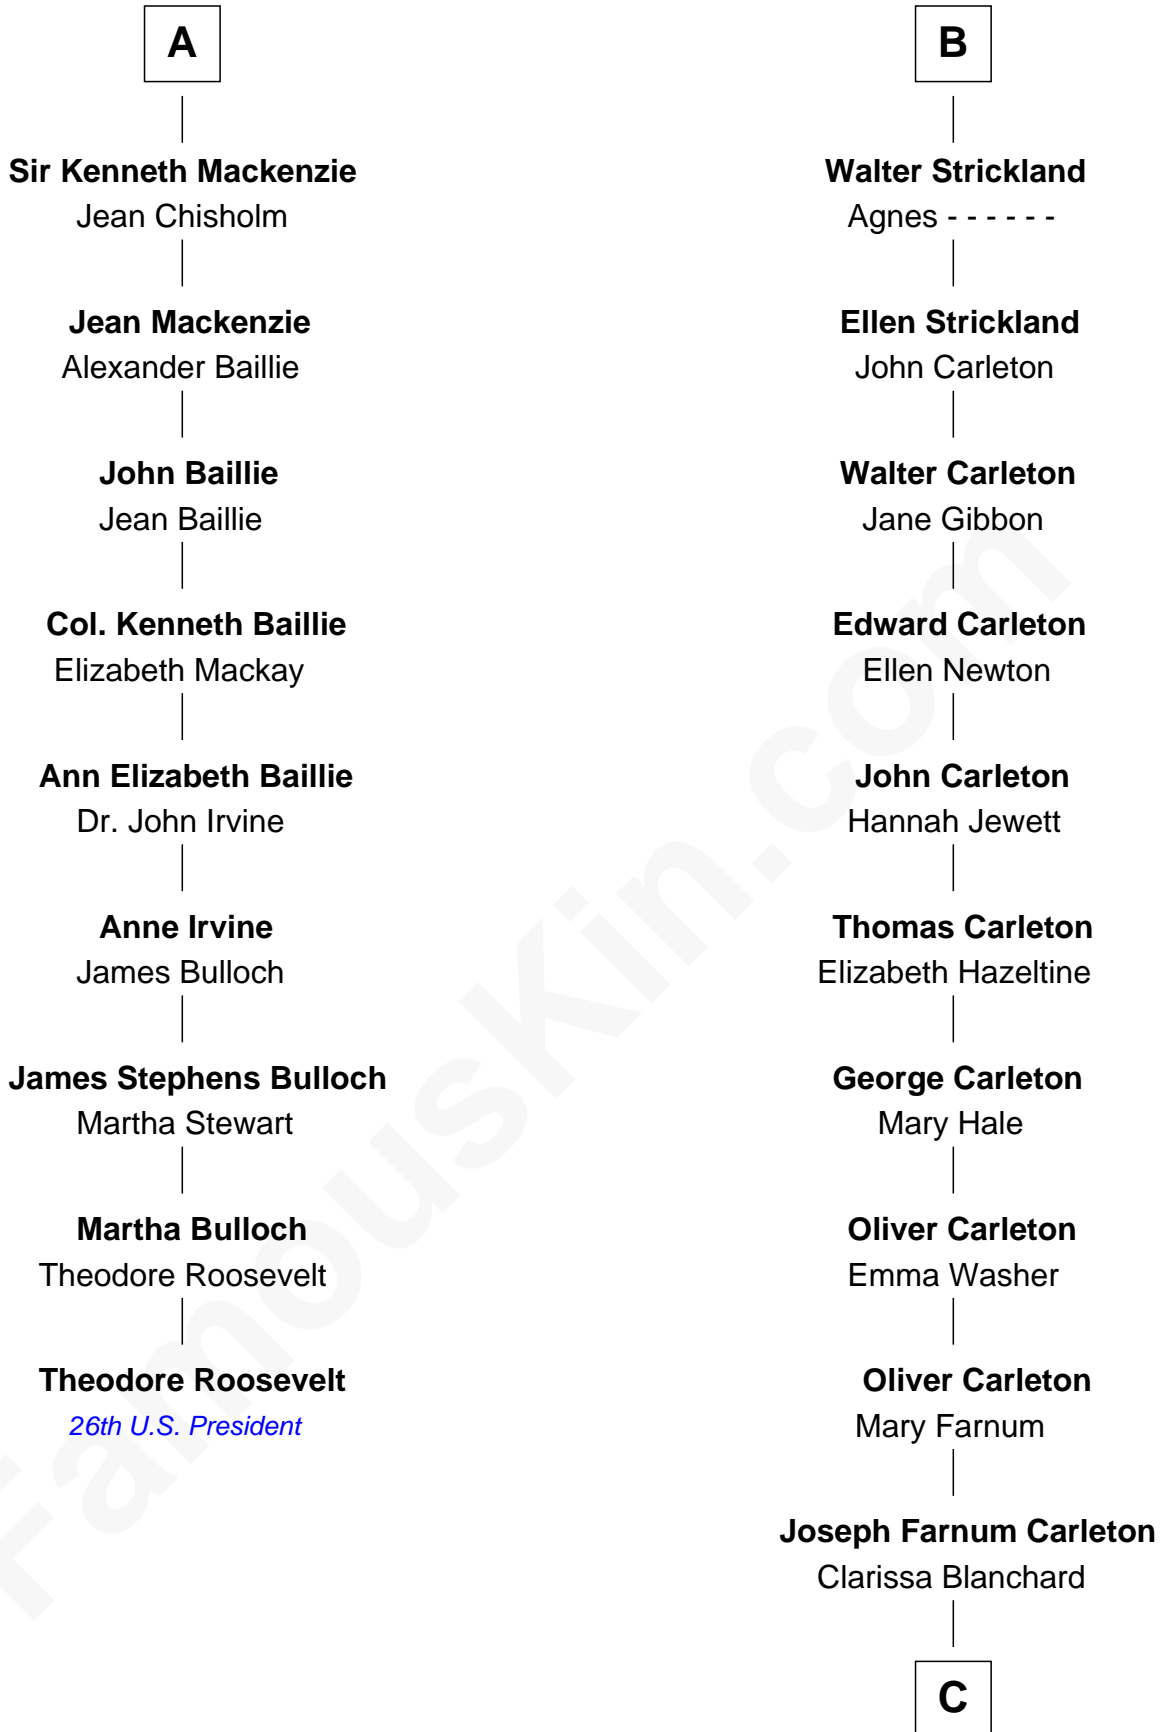 A
Sir Kenneth Mackenzie
Jean Chisholm
Jean Mackenzie
Alexander Baillie
John Baillie
Jean Baillie
Col. Kenneth Baillie
Elizabeth Mackay
Ann Elizabeth Baillie
Dr. John Irvine
Anne Irvine
James Bulloch
James Stephens Bulloch
Martha Stewart
Martha Bulloch
Theodore Roosevelt
Theodore Roosevelt
26th U.S. President
B
Walter Strickland
Agnes - - - - - -
Ellen Strickland
John Carleton
Walter Carleton
Jane Gibbon
Edward Carleton
Ellen Newton
John Carleton
Hannah Jewett
Thomas Carleton
Elizabeth Hazeltine
George Carleton
Mary Hale
Oliver Carleton
Emma Washer
Oliver Carleton
Mary Farnum
Joseph Farnum Carleton
Clarissa Blanchard
C
FamousKin.com